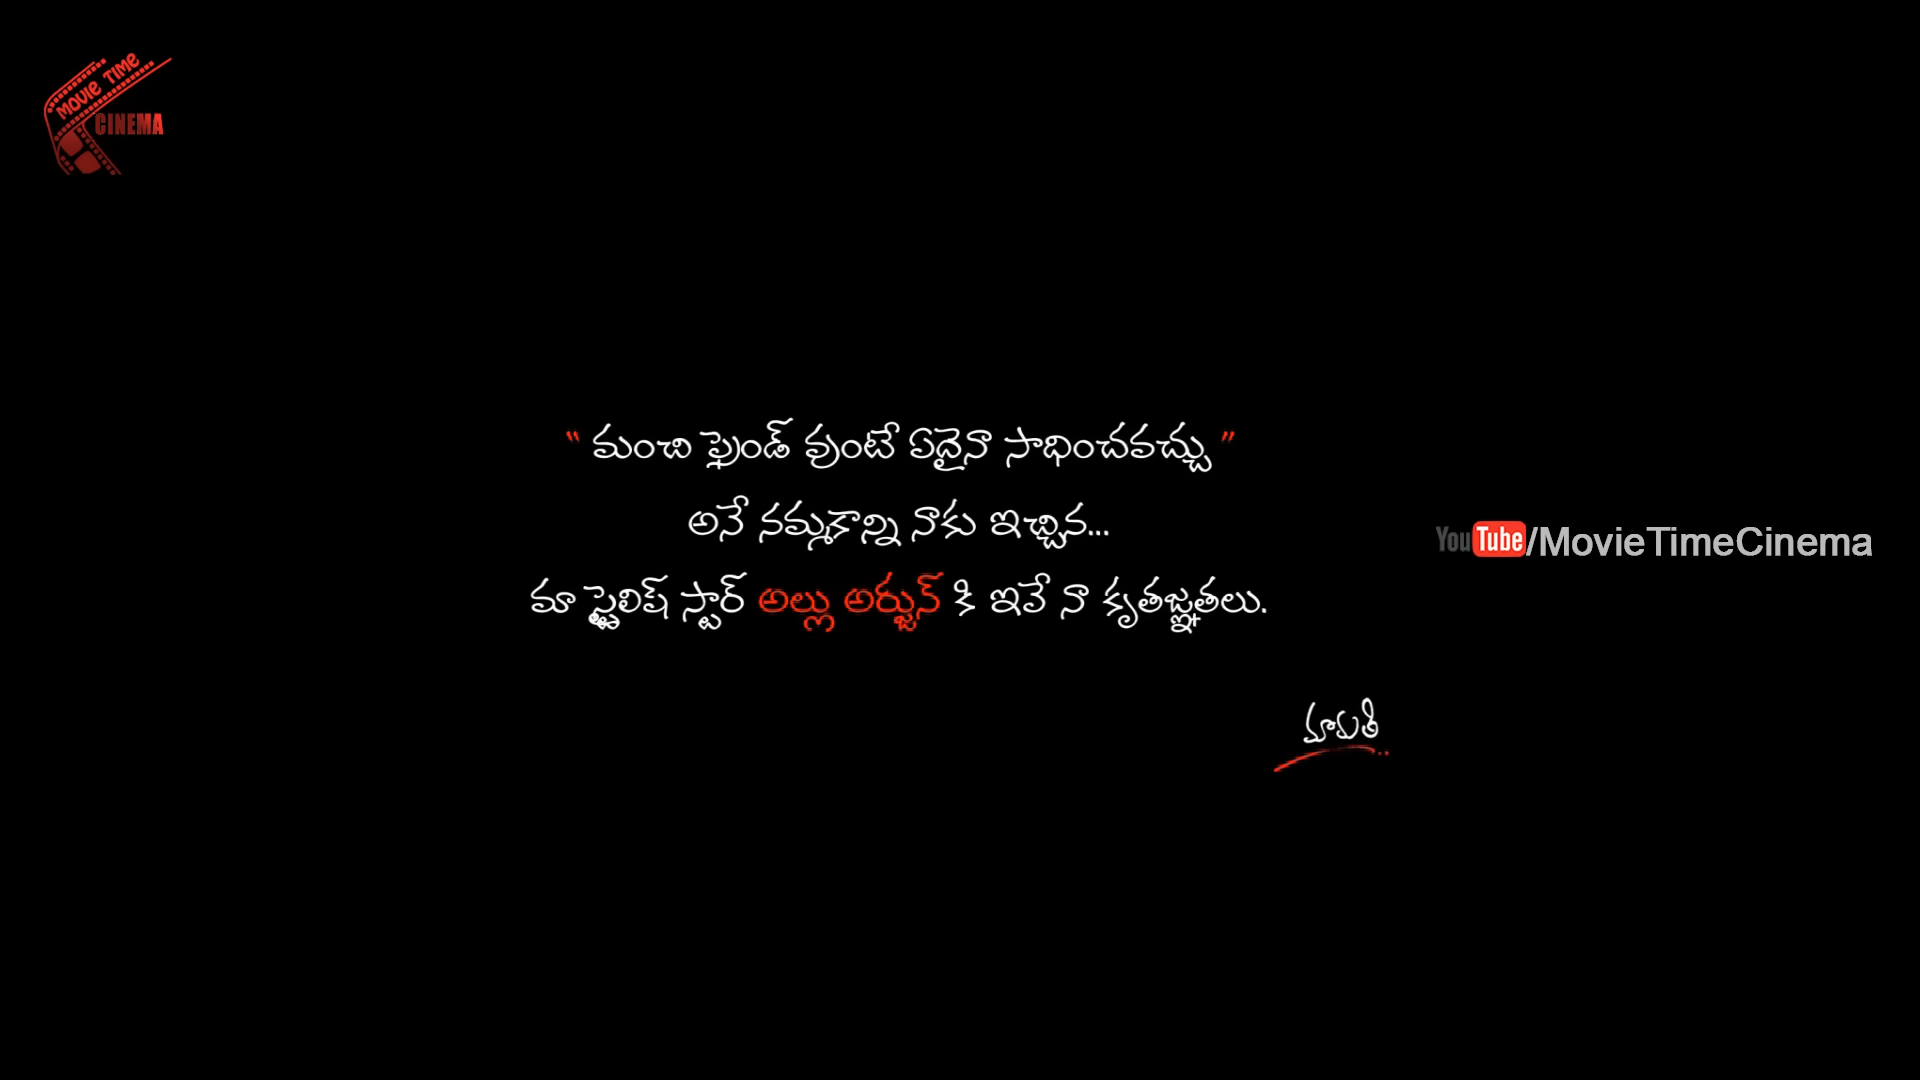 MOVIE TIME
CINEMA
“ మంచి ఫ్రెండ్ వుంటే ఏదైనా సాధించవచ్చు ”
అనే నమ్మకాన్ని నాకు ఇచ్చిన...
YouTube/MovieTimeCinema
మా స్టైలిష్ స్టార్ అల్లు అర్జున్ కి ఇవే నా కృతజ్ఞతలు.
మారుతి